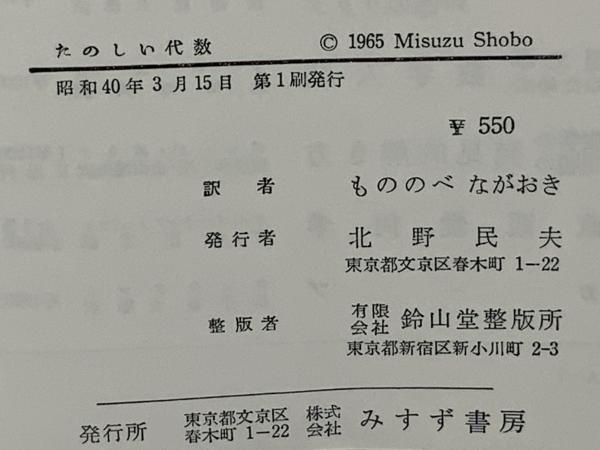 たのしい代数 © 1965 Misuzu Shobo
昭和40年3月15日 第1刷発行
¥ 550
訳者 もののべ ながおき
発行者 北野民夫
東京都文京区春木町 1-22
整版者 有限会社 鈴山堂整版所
東京都新宿区新小川町 2-3
発行所 東京都文京区春木町 1-22 株式会社 みすず書房